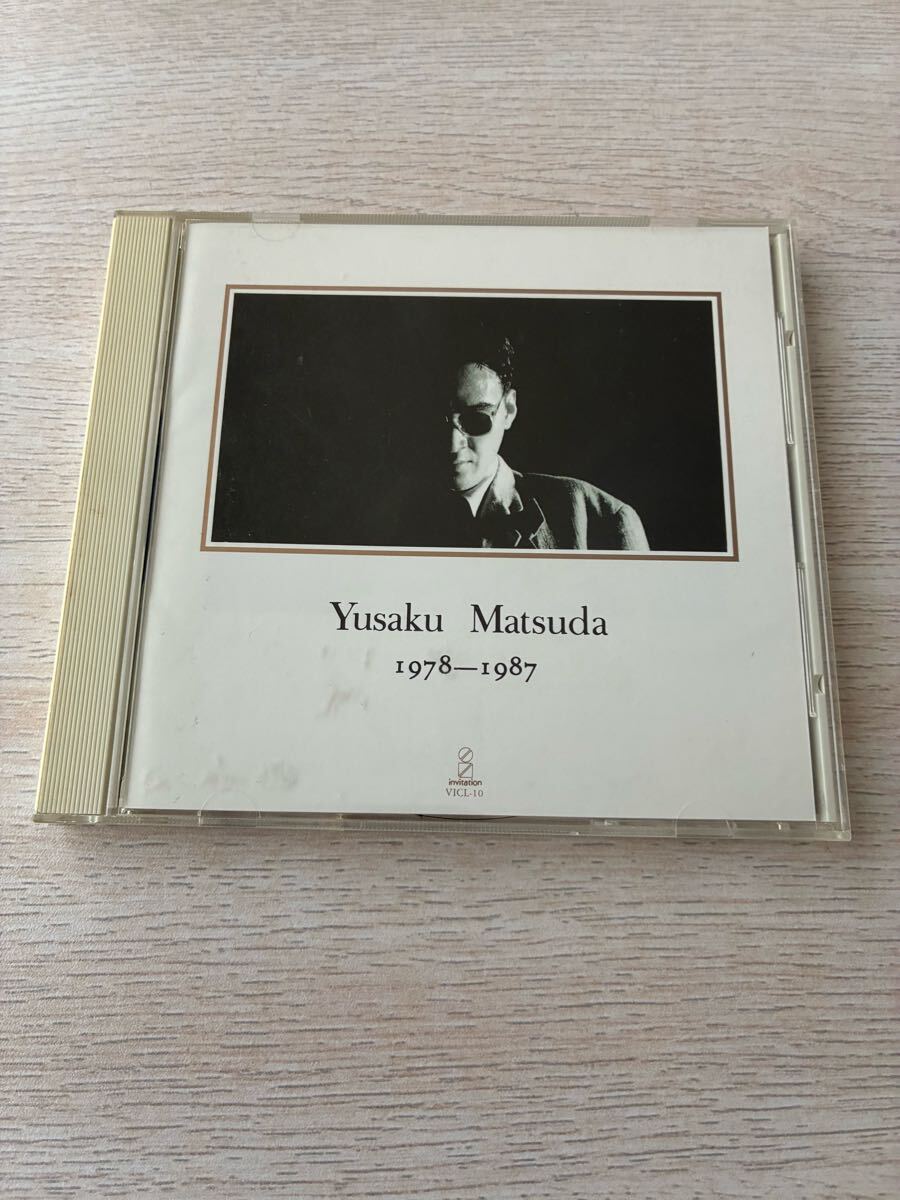 Yusaku Matsuda
1978—1987
invitation
VICL-10